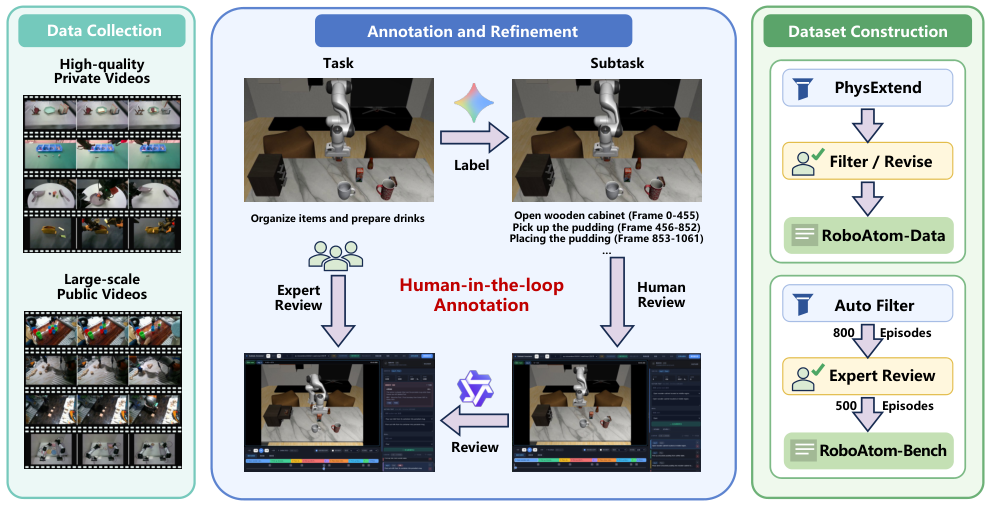 Data Collection
High-quality
Private Videos
Large-scale
Public Videos
Annotation and Refinement
Task
Subtask
Label
Organize items and prepare drinks
Open wooden cabinet (Frame 0-455)
Pick up the pudding (Frame 456-852)
Placing the pudding (Frame 853-1061)
...
Expert
Review
Human-in-the-loop
Annotation
Human
Review
Review
Dataset Construction
PhysExtend
Filter / Revise
RoboAtom-Data
Auto Filter
800 Episodes
Expert Review
500 Episodes
RoboAtom-Bench